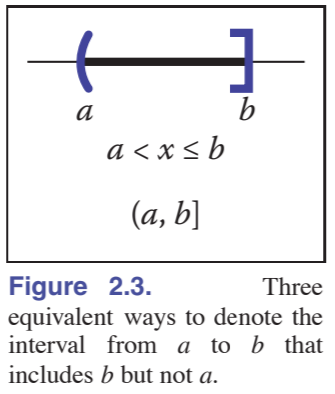 a b
a < x ≤ b
(a, b]
Figure 2.3. Three
equivalent ways to denote the
interval from a to b that
includes b but not a.